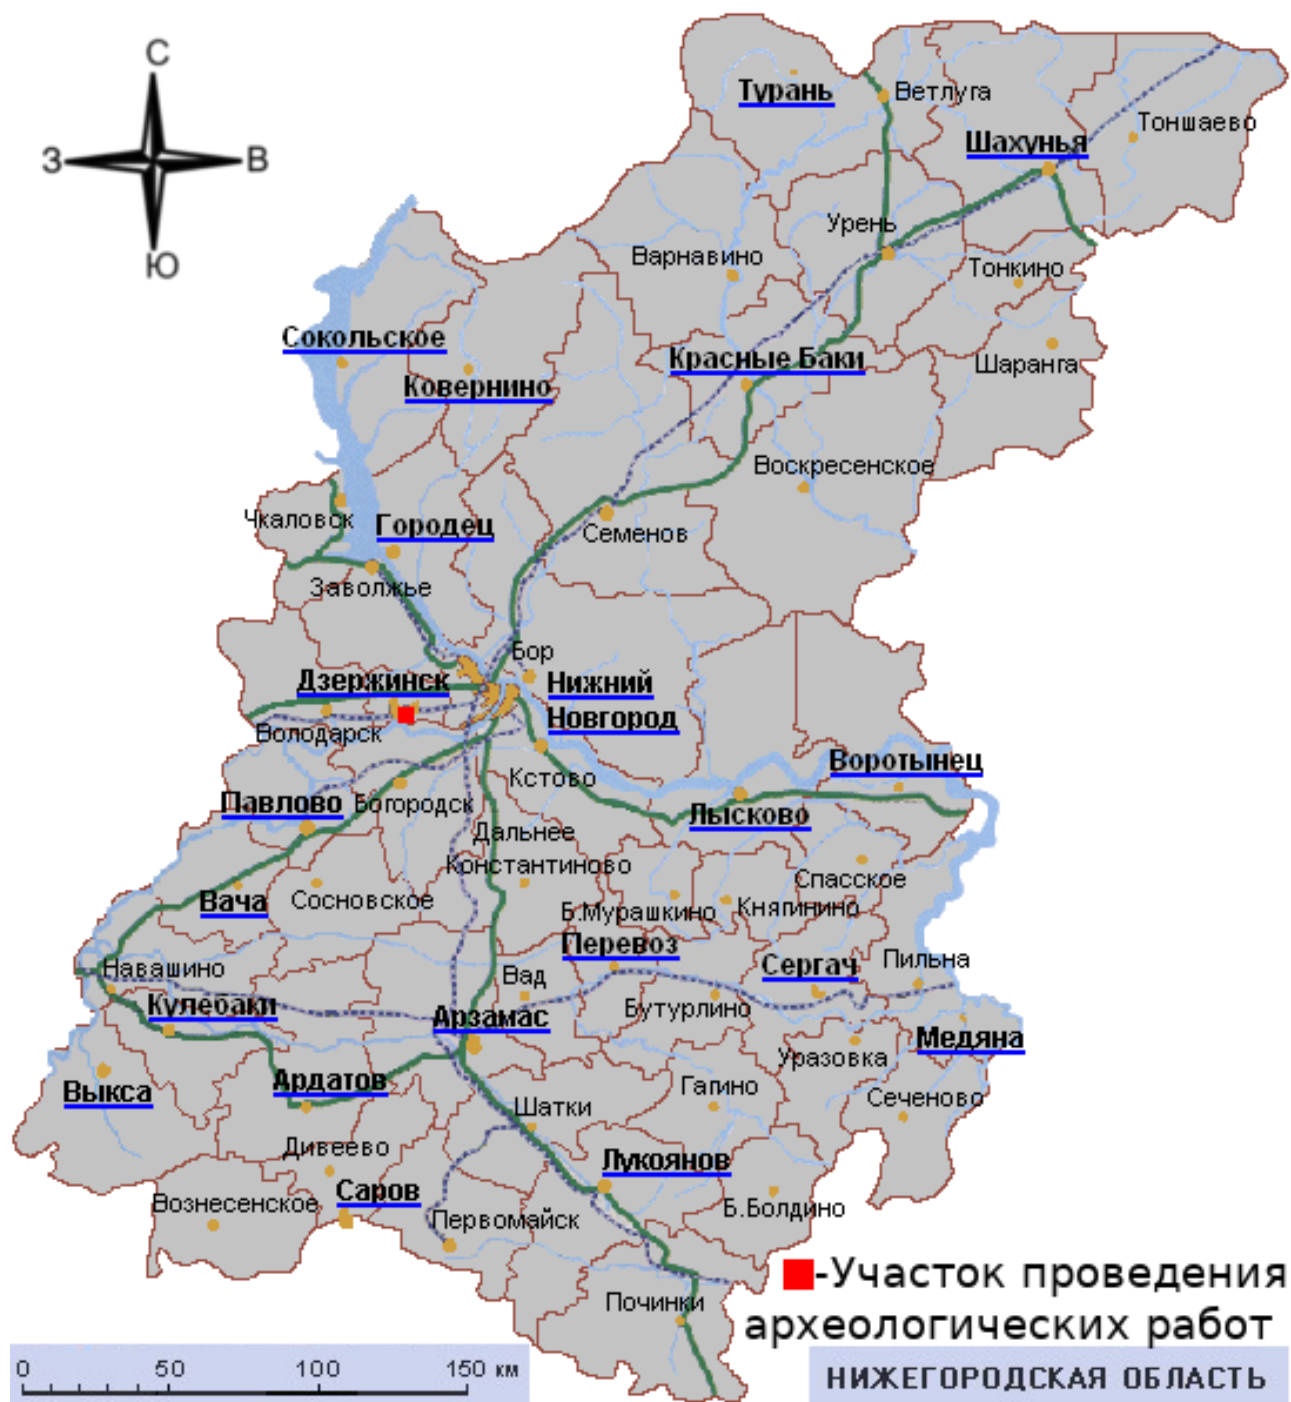 С
З
В
Ю
Турань
Ветлуга
Тоншаево
Шахунья
Урень
Варнавино
Тонкино
Сокольское
Красные Баки
Шаранга
Ковернино
Воскресенское
Чкаловск
Городец
Семенов
Заволжье
Бор
Дзержинск
Нижний
Новгород
Володарск
Воротынец
Кстово
Павлово
Богородск
Лысково
Дальнее
Константиново
Спасское
Вача
Сосновское
Б.Мурашкино
Княгинино
Перевоз
Сергач
Пильна
Навашино
Вад
Кулебаки
Бутурлино
Арзамас
Медяна
Уразовка
Выкса
Ардатов
Гагино
Сеченово
Шатки
Дивеево
Лукоянов
Вознесенское
Саров
Первомайск
Б.Болдино
-Участок проведения
археологических работ
Починки
0 50 100 150 км
НИЖЕГОРОДСКАЯ ОБЛАСТЬ